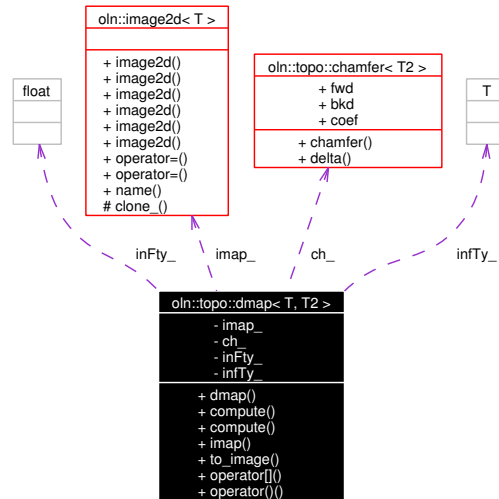 oln::image2d< T >
+ image2d()
+ image2d()
+ image2d()
+ image2d()
+ image2d()
+ image2d()
+ operator=()
+ operator=()
+ name()
# clone_()
float
oln::topo::chamfer< T2 >
+ fwd
+ bkd
+ coef
+ chamfer()
+ delta()
T
inFty_
imap_
ch_
infTy_
oln::topo::dmap< T, T2 >
- imap_
- ch_
- inFty_
- infTy_
+ dmap()
+ compute()
+ compute()
+ imap()
+ to_image()
+ operator[]()
+ operator()()